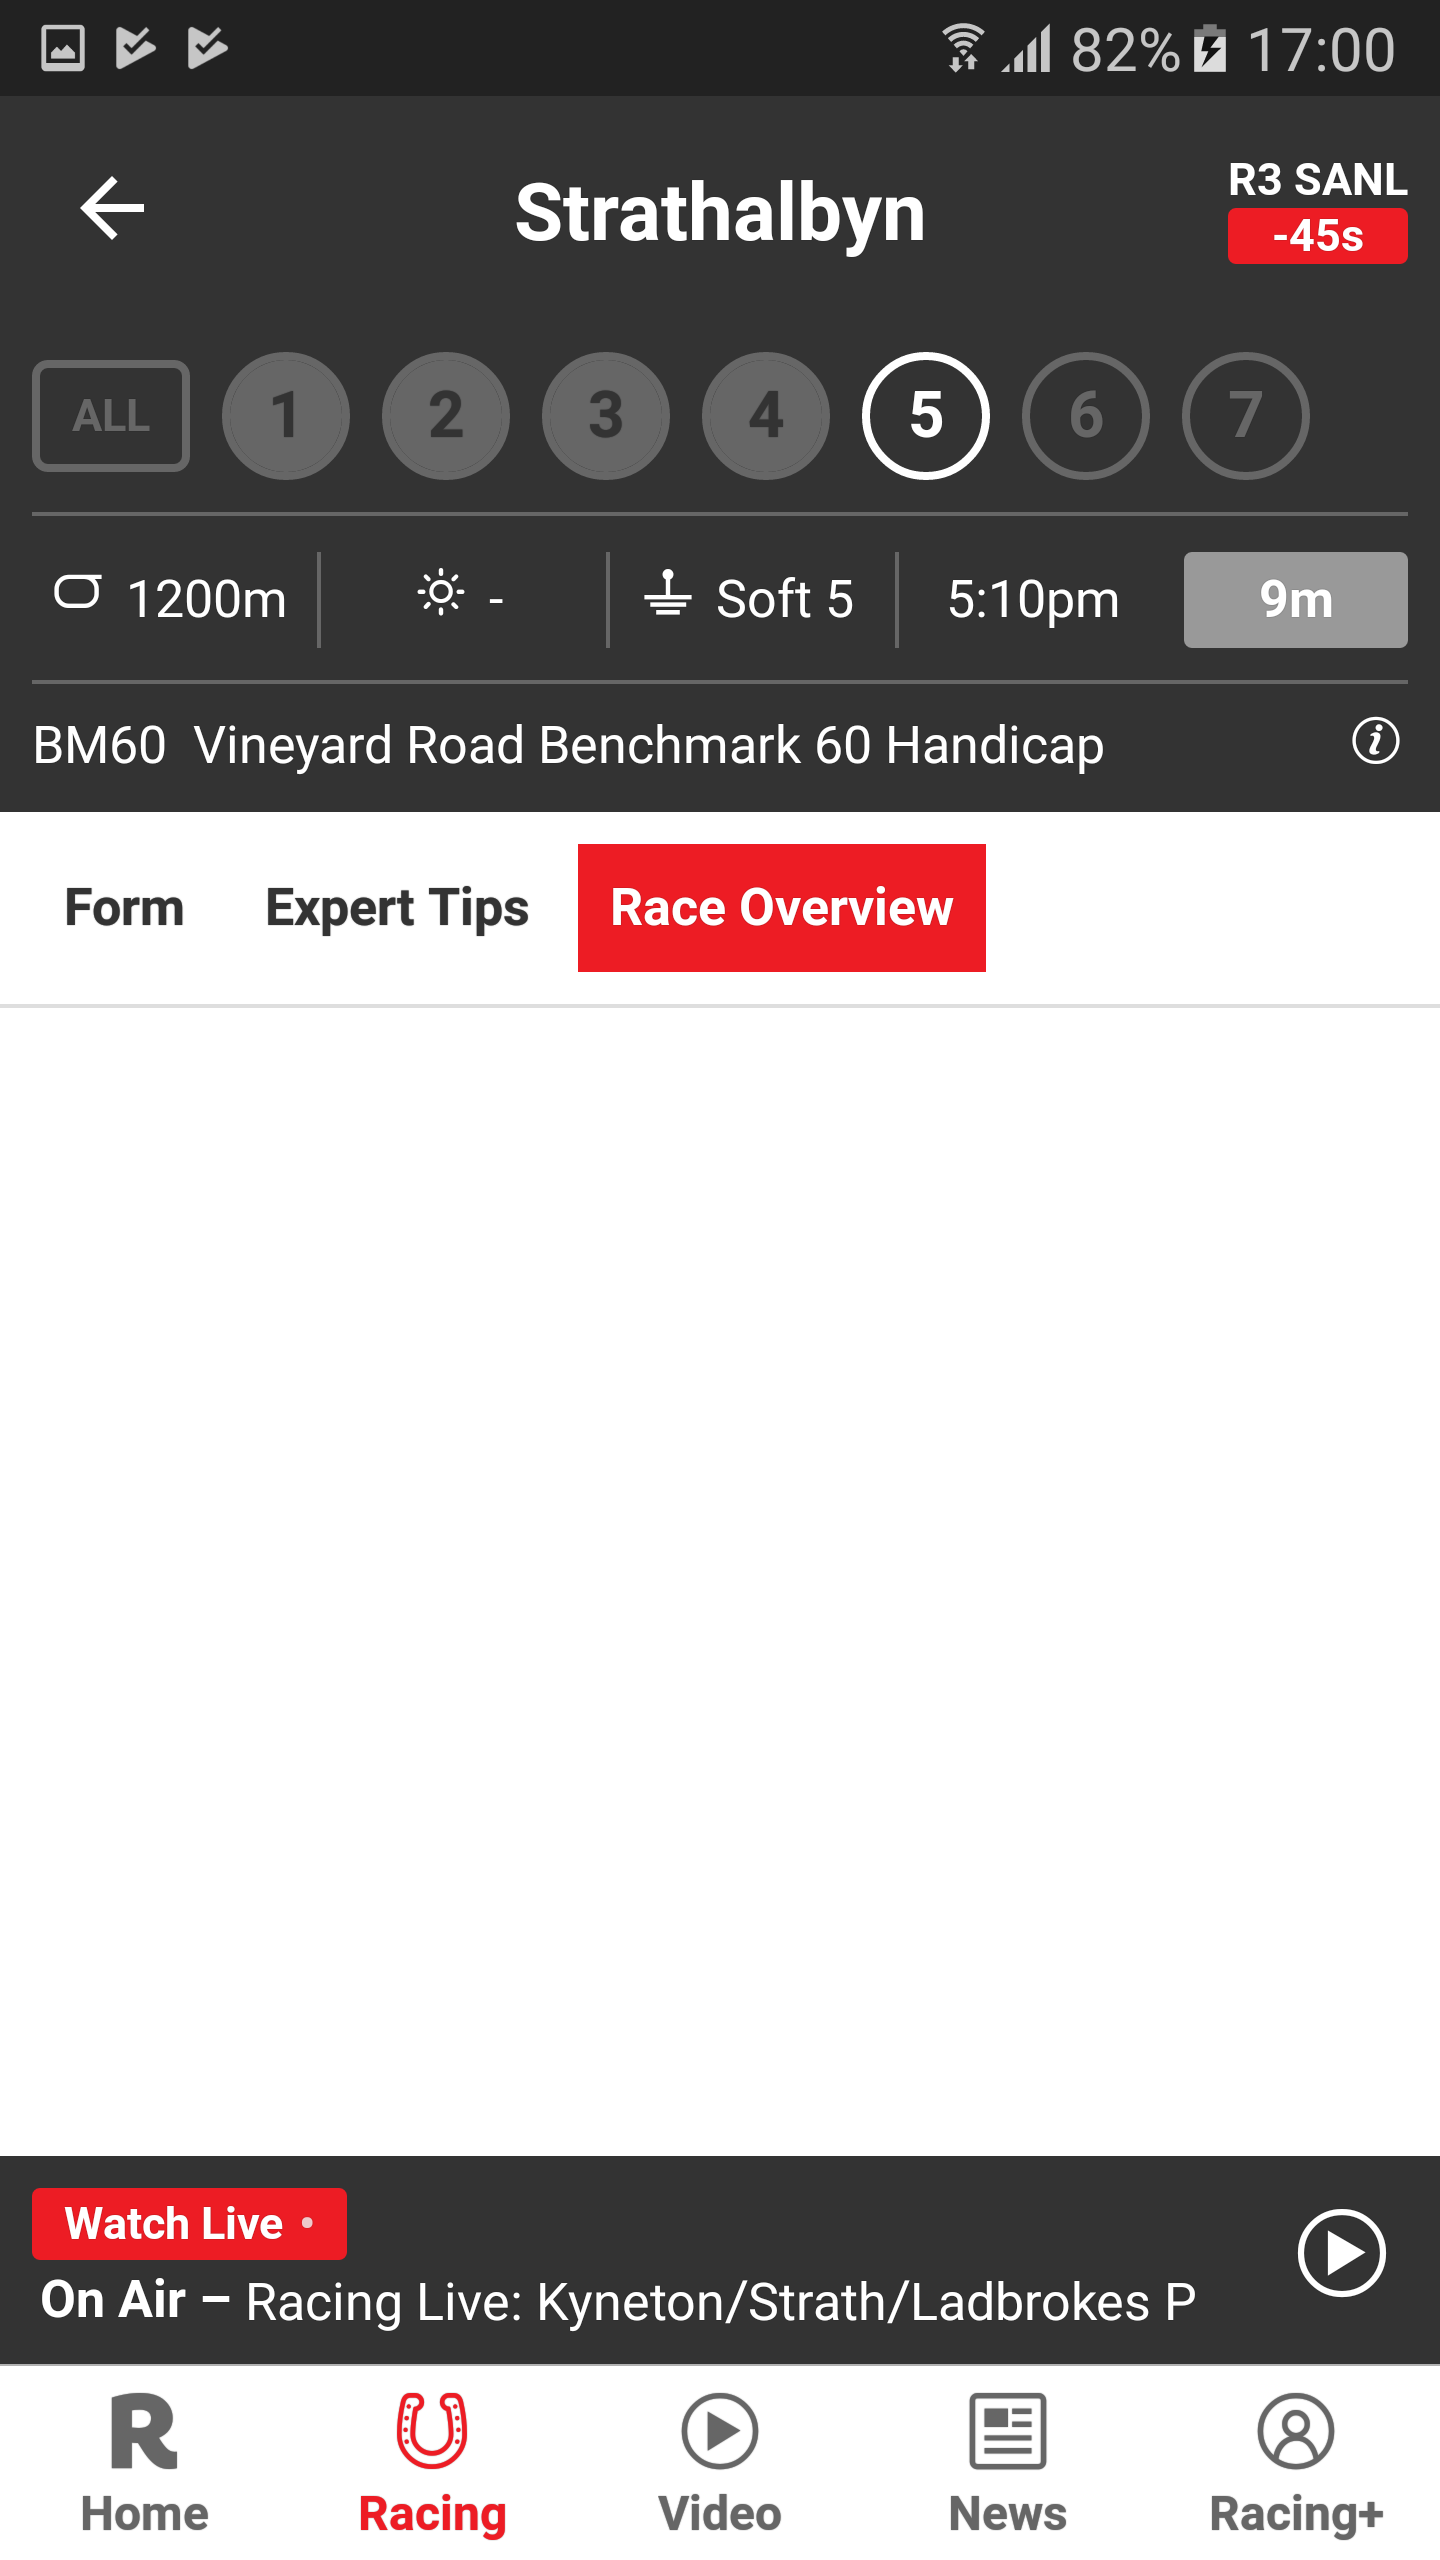 82% 17:00
Strathalbyn
R3 SANL
-45s
ALL 1 2 3 4 5 6 7
1200m - Soft 5 5:10pm 9m
BM60 Vineyard Road Benchmark 60 Handicap
Form Expert Tips Race Overview
Watch Live
On Air – Racing Live: Kyneton/Strath/Ladbrokes P
Home Racing Video News Racing+